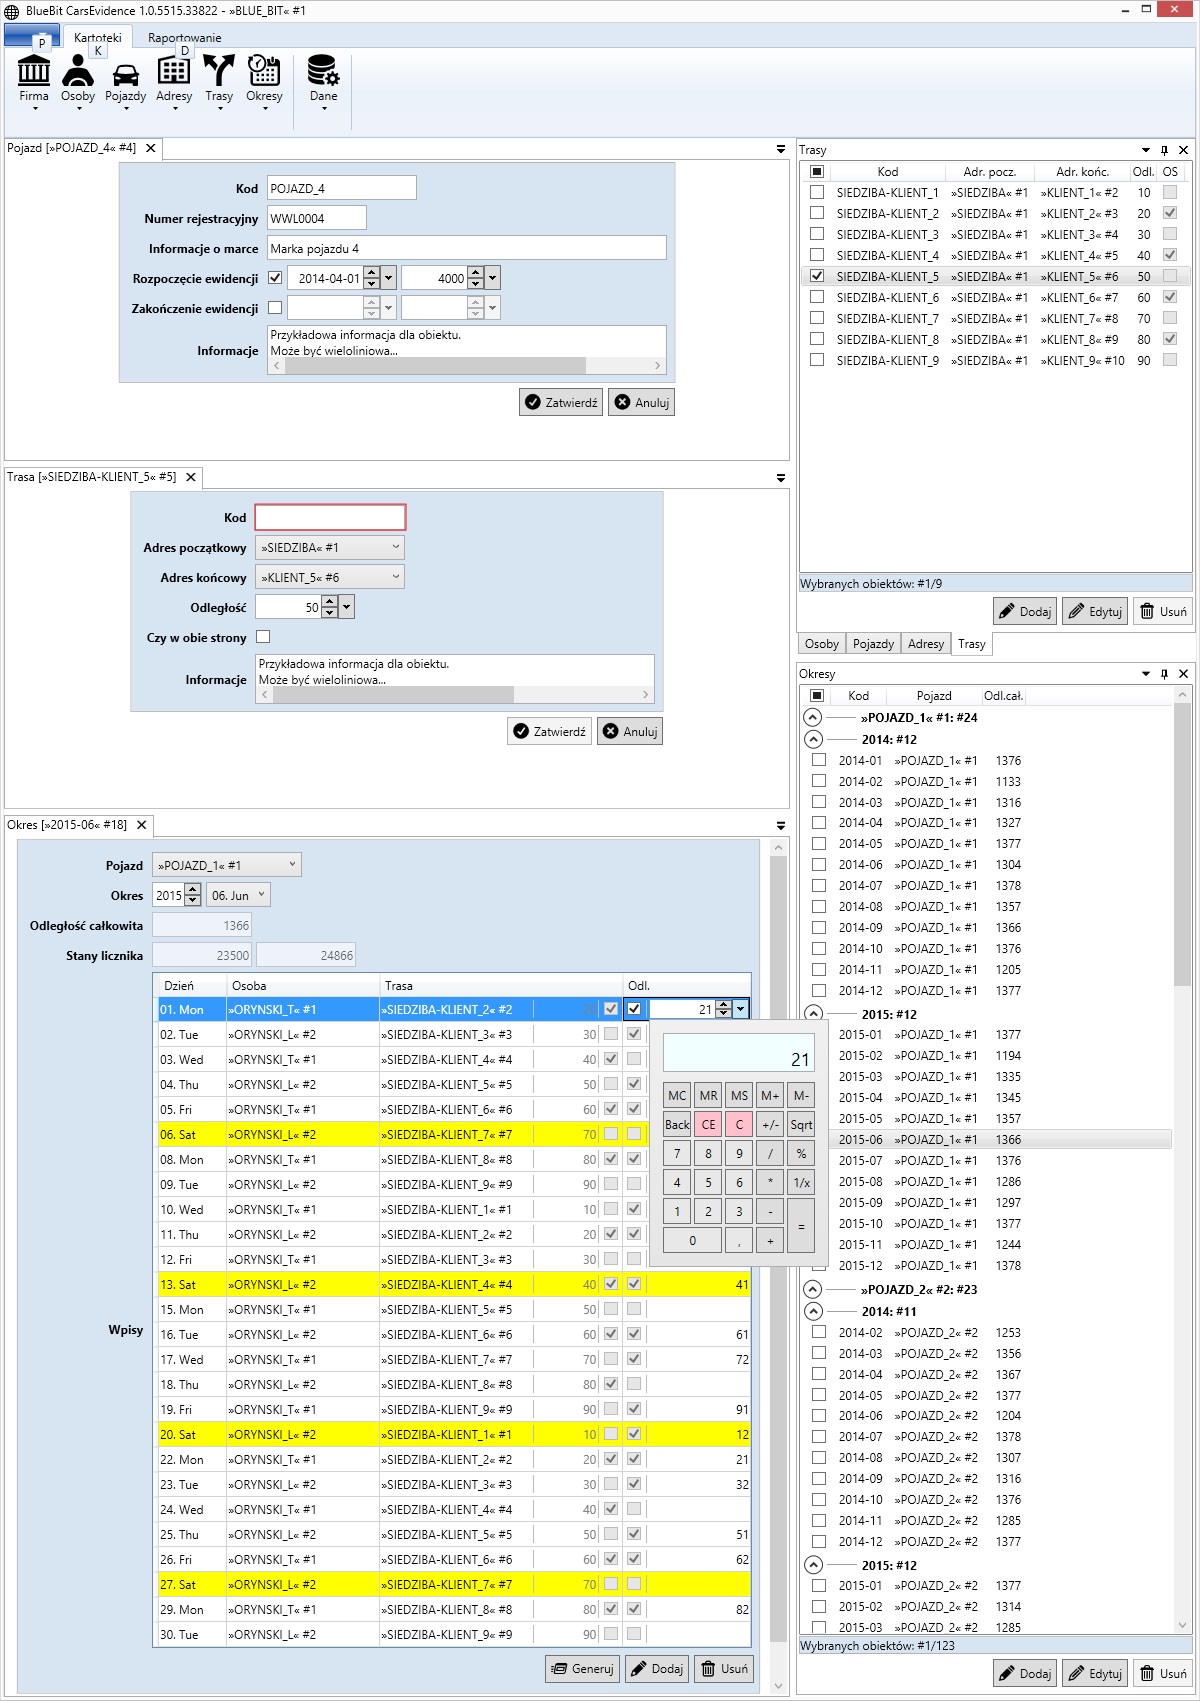 BlueBit CarsEvidence 1.0.5515.33822 - »BLUE_BIT« #1
P Kartoteki K Raportowanie D
Firma Osoby Pojazdy Adresy Trasy Okresy Dane
Pojazd [»POJAZD_4« #4]
Kod POJAZD_4
Numer rejestracyjny WWL0004
Informacje o marce Marka pojazdu 4
Rozpoczęcie ewidencji 2014-04-01 4000
Zakończenie ewidencji
Informacje Przykładowa informacja dla obiektu.
Może być wieloliniowa...
Zatwierdź Anuluj
Trasa [»SIEDZIBA-KLIENT_5« #5]
Kod
Adres początkowy »SIEDZIBA« #1
Adres końcowy »KLIENT_5« #6
Odległość 50
Czy w obie strony
Informacje Przykładowa informacja dla obiektu.
Może być wieloliniowa...
Zatwierdź Anuluj
Okres [»2015-06« #18]
Pojazd »POJAZD_1« #1
Okres 2015 06. Jun
Odległość całkowita 1366
Stany licznika 23500 24866
Wpisy
Dzień Osoba Trasa Odl.
01. Mon »ORYNSKI_T« #1 »SIEDZIBA-KLIENT_2« #2 21
02. Tue »ORYNSKI_L« #2 »SIEDZIBA-KLIENT_3« #3 30
03. Wed »ORYNSKI_T« #1 »SIEDZIBA-KLIENT_4« #4 40
04. Thu »ORYNSKI_L« #2 »SIEDZIBA-KLIENT_5« #5 50
05. Fri »ORYNSKI_T« #1 »SIEDZIBA-KLIENT_6« #6 60
06. Sat »ORYNSKI_L« #2 »SIEDZIBA-KLIENT_7« #7 70
08. Mon »ORYNSKI_T« #1 »SIEDZIBA-KLIENT_8« #8 80
09. Tue »ORYNSKI_L« #2 »SIEDZIBA-KLIENT_9« #9 90
10. Wed »ORYNSKI_T« #1 »SIEDZIBA-KLIENT_1« #1 10
11. Thu »ORYNSKI_L« #2 »SIEDZIBA-KLIENT_2« #2 20
12. Fri »ORYNSKI_T« #1 »SIEDZIBA-KLIENT_3« #3 30
13. Sat »ORYNSKI_L« #2 »SIEDZIBA-KLIENT_4« #4 40 41
15. Mon »ORYNSKI_T« #1 »SIEDZIBA-KLIENT_5« #5 50
16. Tue »ORYNSKI_L« #2 »SIEDZIBA-KLIENT_6« #6 60 61
17. Wed »ORYNSKI_T« #1 »SIEDZIBA-KLIENT_7« #7 70 72
18. Thu »ORYNSKI_L« #2 »SIEDZIBA-KLIENT_8« #8 80
19. Fri »ORYNSKI_T« #1 »SIEDZIBA-KLIENT_9« #9 90 91
20. Sat »ORYNSKI_L« #2 »SIEDZIBA-KLIENT_1« #1 10 12
22. Mon »ORYNSKI_T« #1 »SIEDZIBA-KLIENT_2« #2 20 21
23. Tue »ORYNSKI_L« #2 »SIEDZIBA-KLIENT_3« #3 30 32
24. Wed »ORYNSKI_T« #1 »SIEDZIBA-KLIENT_4« #4 40
25. Thu »ORYNSKI_L« #2 »SIEDZIBA-KLIENT_5« #5 50 51
26. Fri »ORYNSKI_T« #1 »SIEDZIBA-KLIENT_6« #6 60 62
27. Sat »ORYNSKI_L« #2 »SIEDZIBA-KLIENT_7« #7 70
29. Mon »ORYNSKI_T« #1 »SIEDZIBA-KLIENT_8« #8 80 82
30. Tue »ORYNSKI_L« #2 »SIEDZIBA-KLIENT_9« #9 90
Generuj Dodaj Usuń
21
MC MR MS M+ M-
Back CE C +/- Sqrt
7 8 9 / %
4 5 6 * 1/x
1 2 3 - =
0 , +
Trasy
Kod Adr. pocz. Adr. końc. Odl. OS
SIEDZIBA-KLIENT_1 »SIEDZIBA« #1 »KLIENT_1« #2 10
SIEDZIBA-KLIENT_2 »SIEDZIBA« #1 »KLIENT_2« #3 20
SIEDZIBA-KLIENT_3 »SIEDZIBA« #1 »KLIENT_3« #4 30
SIEDZIBA-KLIENT_4 »SIEDZIBA« #1 »KLIENT_4« #5 40
SIEDZIBA-KLIENT_5 »SIEDZIBA« #1 »KLIENT_5« #6 50
SIEDZIBA-KLIENT_6 »SIEDZIBA« #1 »KLIENT_6« #7 60
SIEDZIBA-KLIENT_7 »SIEDZIBA« #1 »KLIENT_7« #8 70
SIEDZIBA-KLIENT_8 »SIEDZIBA« #1 »KLIENT_8« #9 80
SIEDZIBA-KLIENT_9 »SIEDZIBA« #1 »KLIENT_9« #10 90
Wybranych obiektów: #1/9
Dodaj Edytuj Usuń
Osoby Pojazdy Adresy Trasy
Okresy
Kod Pojazd Odl.cał.
»POJAZD_1« #1: #24
2014: #12
2014-01 »POJAZD_1« #1 1376
2014-02 »POJAZD_1« #1 1133
2014-03 »POJAZD_1« #1 1316
2014-04 »POJAZD_1« #1 1327
2014-05 »POJAZD_1« #1 1377
2014-06 »POJAZD_1« #1 1304
2014-07 »POJAZD_1« #1 1378
2014-08 »POJAZD_1« #1 1357
2014-09 »POJAZD_1« #1 1366
2014-10 »POJAZD_1« #1 1376
2014-11 »POJAZD_1« #1 1205
2014-12 »POJAZD_1« #1 1377
2015: #12
2015-01 »POJAZD_1« #1 1377
2015-02 »POJAZD_1« #1 1194
2015-03 »POJAZD_1« #1 1335
2015-04 »POJAZD_1« #1 1345
2015-05 »POJAZD_1« #1 1357
2015-06 »POJAZD_1« #1 1366
2015-07 »POJAZD_1« #1 1376
2015-08 »POJAZD_1« #1 1286
2015-09 »POJAZD_1« #1 1297
2015-10 »POJAZD_1« #1 1377
2015-11 »POJAZD_1« #1 1244
2015-12 »POJAZD_1« #1 1378
»POJAZD_2« #2: #23
2014: #11
2014-02 »POJAZD_2« #2 1253
2014-03 »POJAZD_2« #2 1356
2014-04 »POJAZD_2« #2 1367
2014-05 »POJAZD_2« #2 1377
2014-06 »POJAZD_2« #2 1204
2014-07 »POJAZD_2« #2 1378
2014-08 »POJAZD_2« #2 1307
2014-09 »POJAZD_2« #2 1316
2014-10 »POJAZD_2« #2 1376
2014-11 »POJAZD_2« #2 1285
2014-12 »POJAZD_2« #2 1377
2015: #12
2015-01 »POJAZD_2« #2 1377
2015-02 »POJAZD_2« #2 1314
2015-03 »POJAZD_2« #2 1285
Wybranych obiektów: #1/123
Dodaj Edytuj Usuń